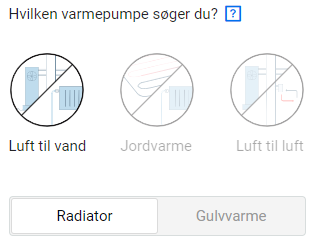 Hvilken varmepumpe søger du? ?
Luft til vand Jordvarme Luft til luft
Radiator Gulvvarme